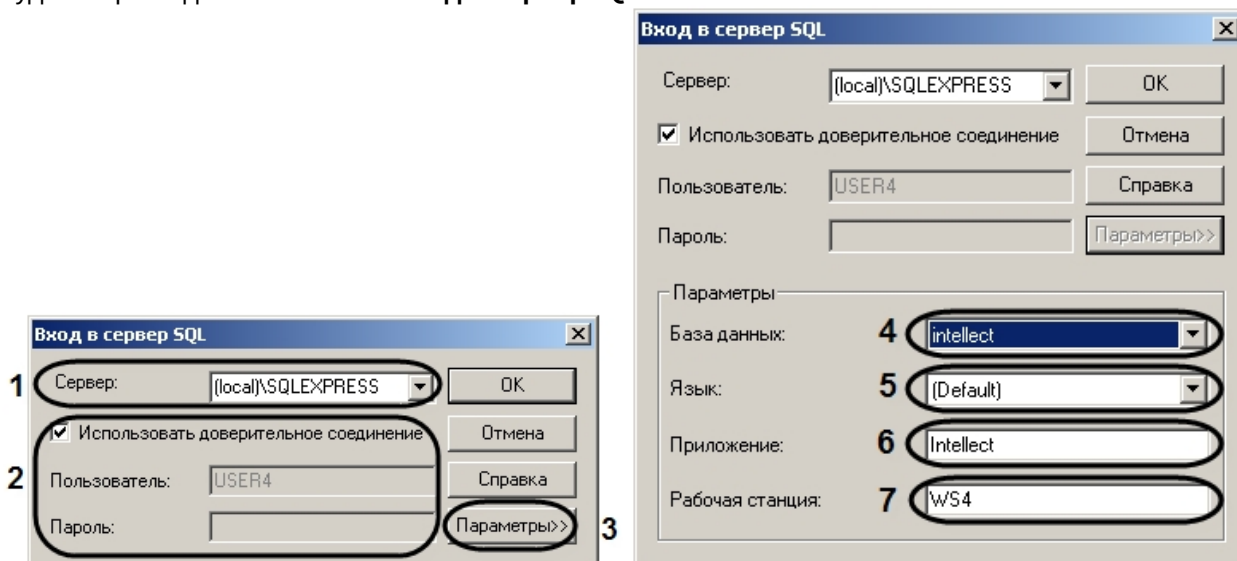 Вход в сервер SQL
Сервер: (local)\SQLEXPRESS OK
Использовать доверительное соединение Отмена
Пользователь: USER4 Справка
Пароль: Параметры>>
Параметры
База данных: 4 intellect
Язык: 5 (Default)
Приложение: 6 Intellect
Рабочая станция: 7 WS4
Вход в сервер SQL
1 Сервер: (local)\SQLEXPRESS OK
Использовать доверительное соединение Отмена
2 Пользователь: USER4 Справка
Пароль: Параметры>> 3